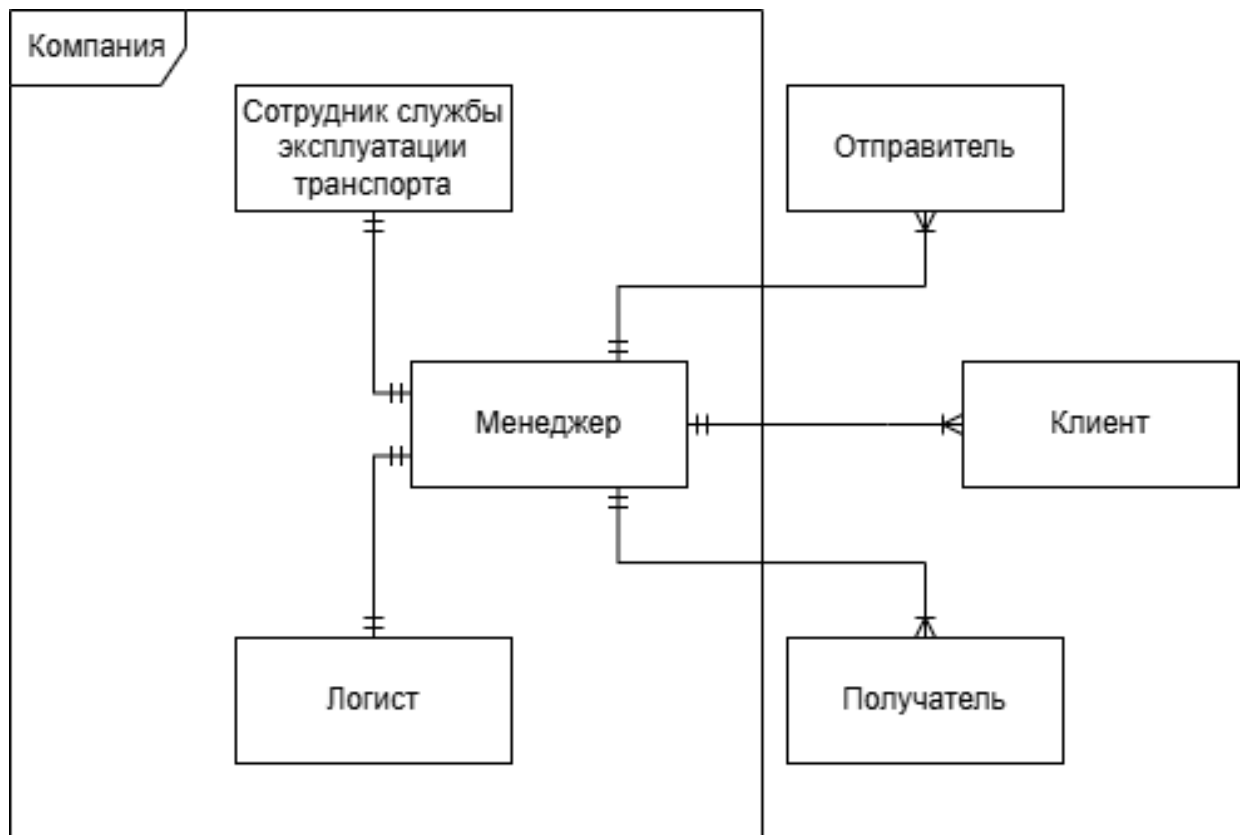 Компания
Сотрудник службы
эксплуатации
транспорта
Отправитель
Менеджер
Клиент
Логист
Получатель